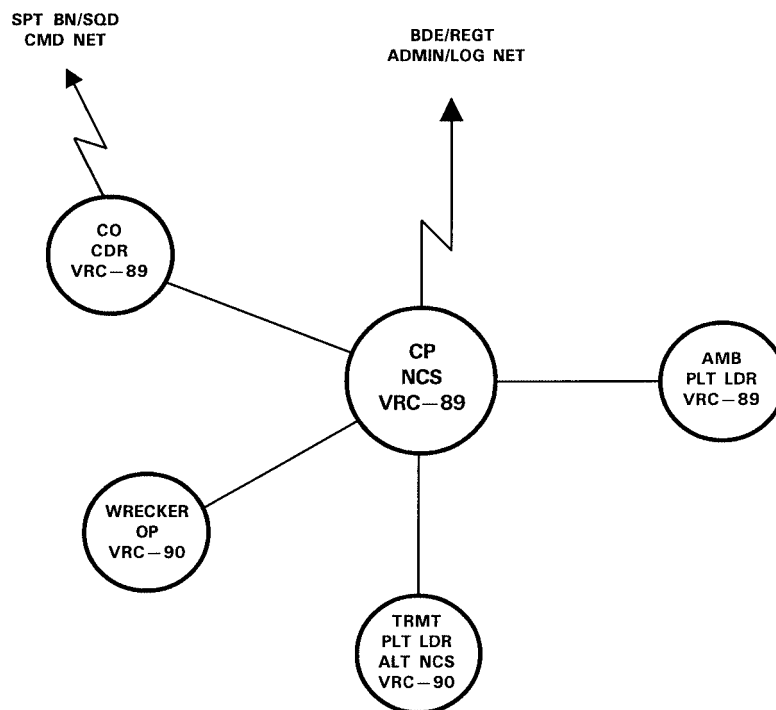 SPT BN/SQD
CMD NET
BDE/REGT
ADMIN/LOG NET
CO
CDR
VRC–89
CP
NCS
VRC–89
AMB
PLT LDR
VRC–89
WRECKER
OP
VRC–90
TRMT
PLT LDR
ALT NCS
VRC–90